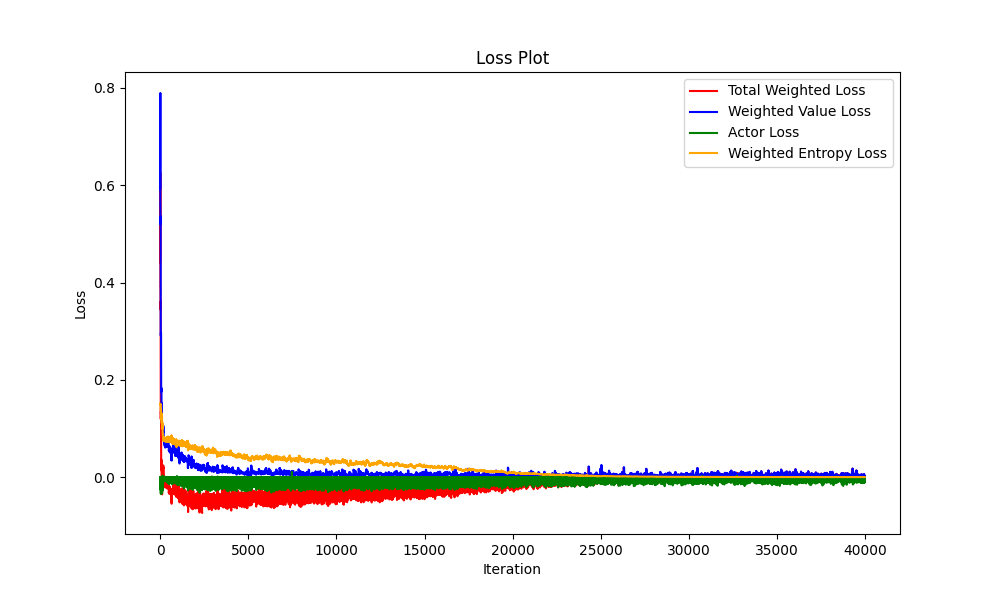 Loss Plot
Total Weighted Loss
Weighted Value Loss
Actor Loss
Weighted Entropy Loss
0.8
0.6
0.4
0.2
0.0
Loss
0 5000 10000 15000 20000 25000 30000 35000 40000
Iteration